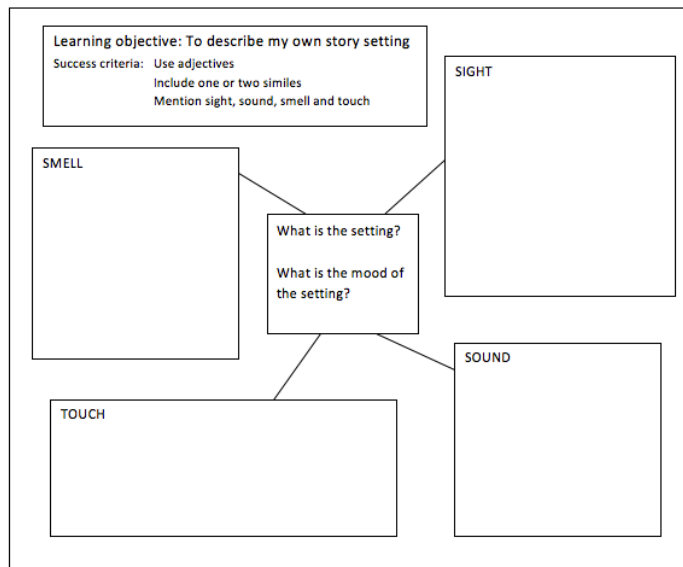 Learning objective: To describe my own story setting
Success criteria: Use adjectives
Include one or two similes
Mention sight, sound, smell and touch
SIGHT
SMELL
What is the setting?
What is the mood of
the setting?
SOUND
TOUCH